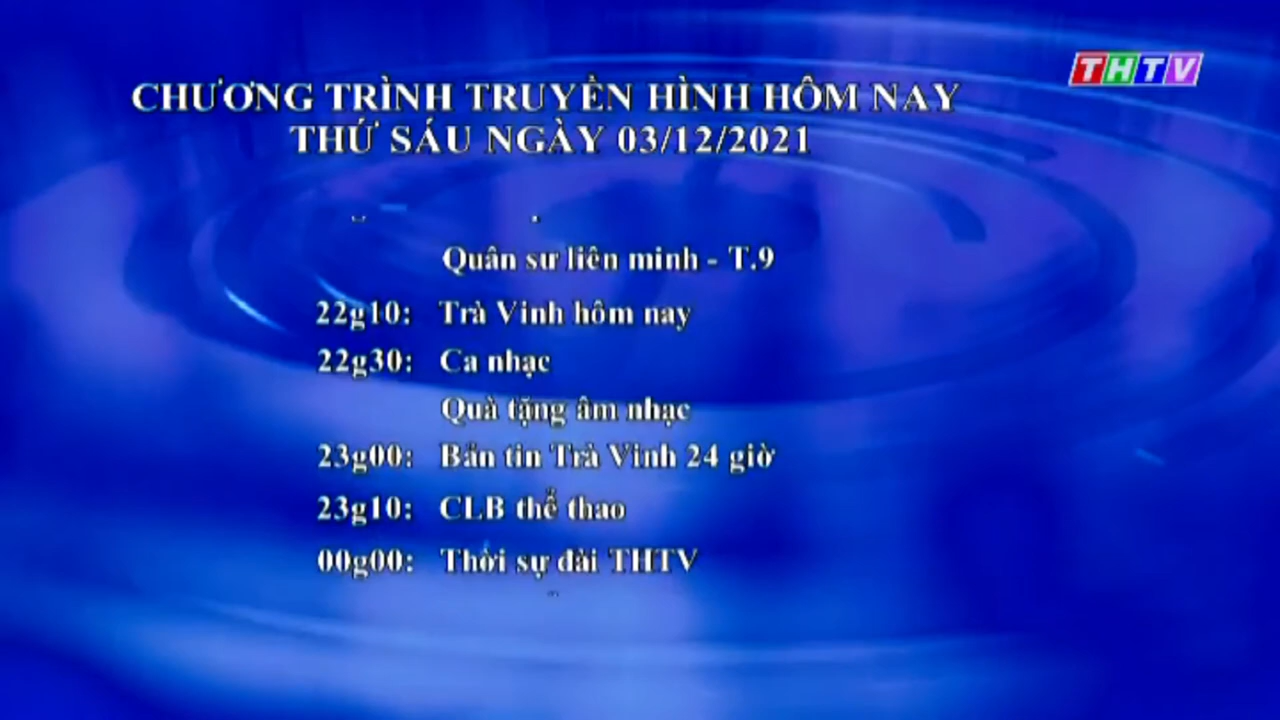 THTV
CHƯƠNG TRÌNH TRUYỀN HÌNH HÔM NAY
THỨ SÁU NGÀY 03/12/2021
Quân sư liên minh - T.9
22g10: Trà Vinh hôm nay
22g30: Ca nhạc
Quà tặng âm nhạc
23g00: Bản tin Trà Vinh 24 giờ
23g10: CLB thể thao
00g00: Thời sự đài THTV